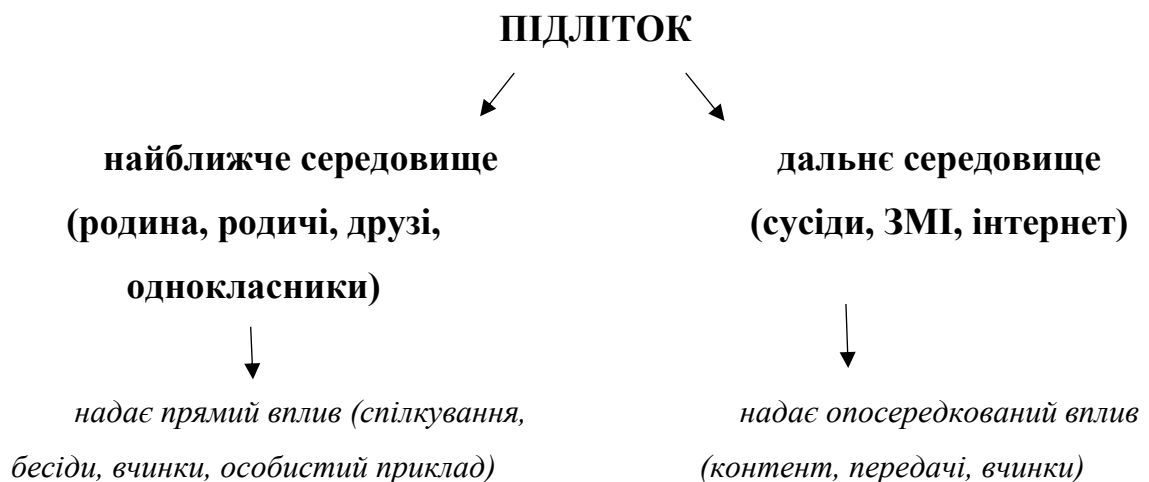 ПІДЛІТОК
найближче середовище
(родина, родичі, друзі,
однокласники)
дальнє середовище
(сусіди, ЗМІ, інтернет)
надає прямий вплив (спілкування,
бесіди, вчинки, особистий приклад)
надає опосередкований вплив
(контент, передачі, вчинки)